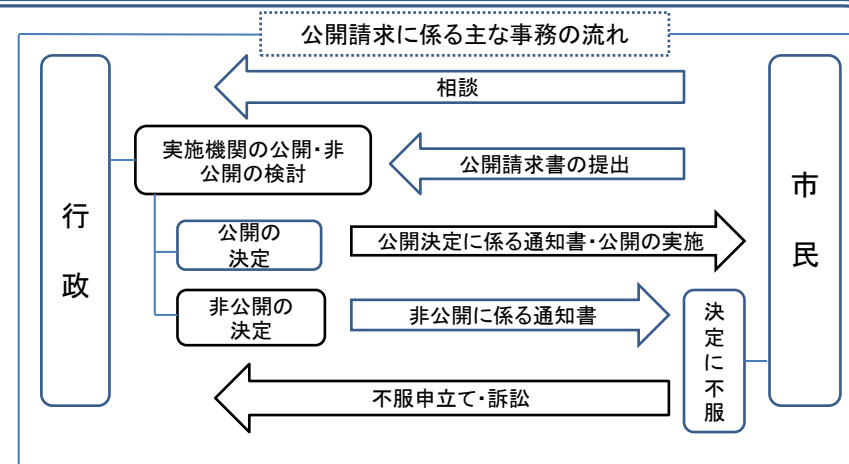 公開請求に係る主な事務の流れ
相談
実施機関の公開・非
公開の検討
公開請求書の提出
行
政
市
民
公開の
決定
公開決定に係る通知書・公開の実施
非公開の
決定
非公開に係る通知書
決
定
に
不
服
不服申立て・訴訟